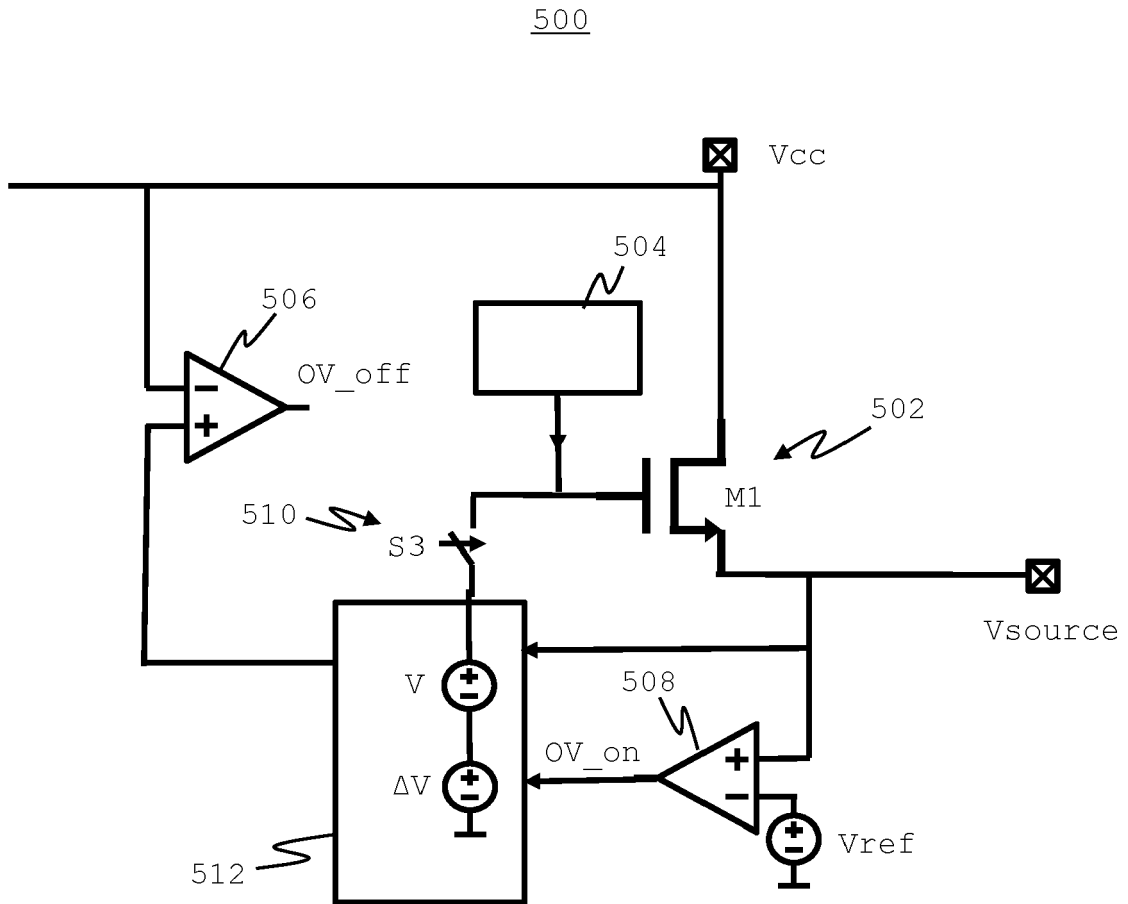 500
Vcc
504
506
OV_off
502
M1
510
S3
Vsource
V
508
OV_on
ΔV
Vref
512